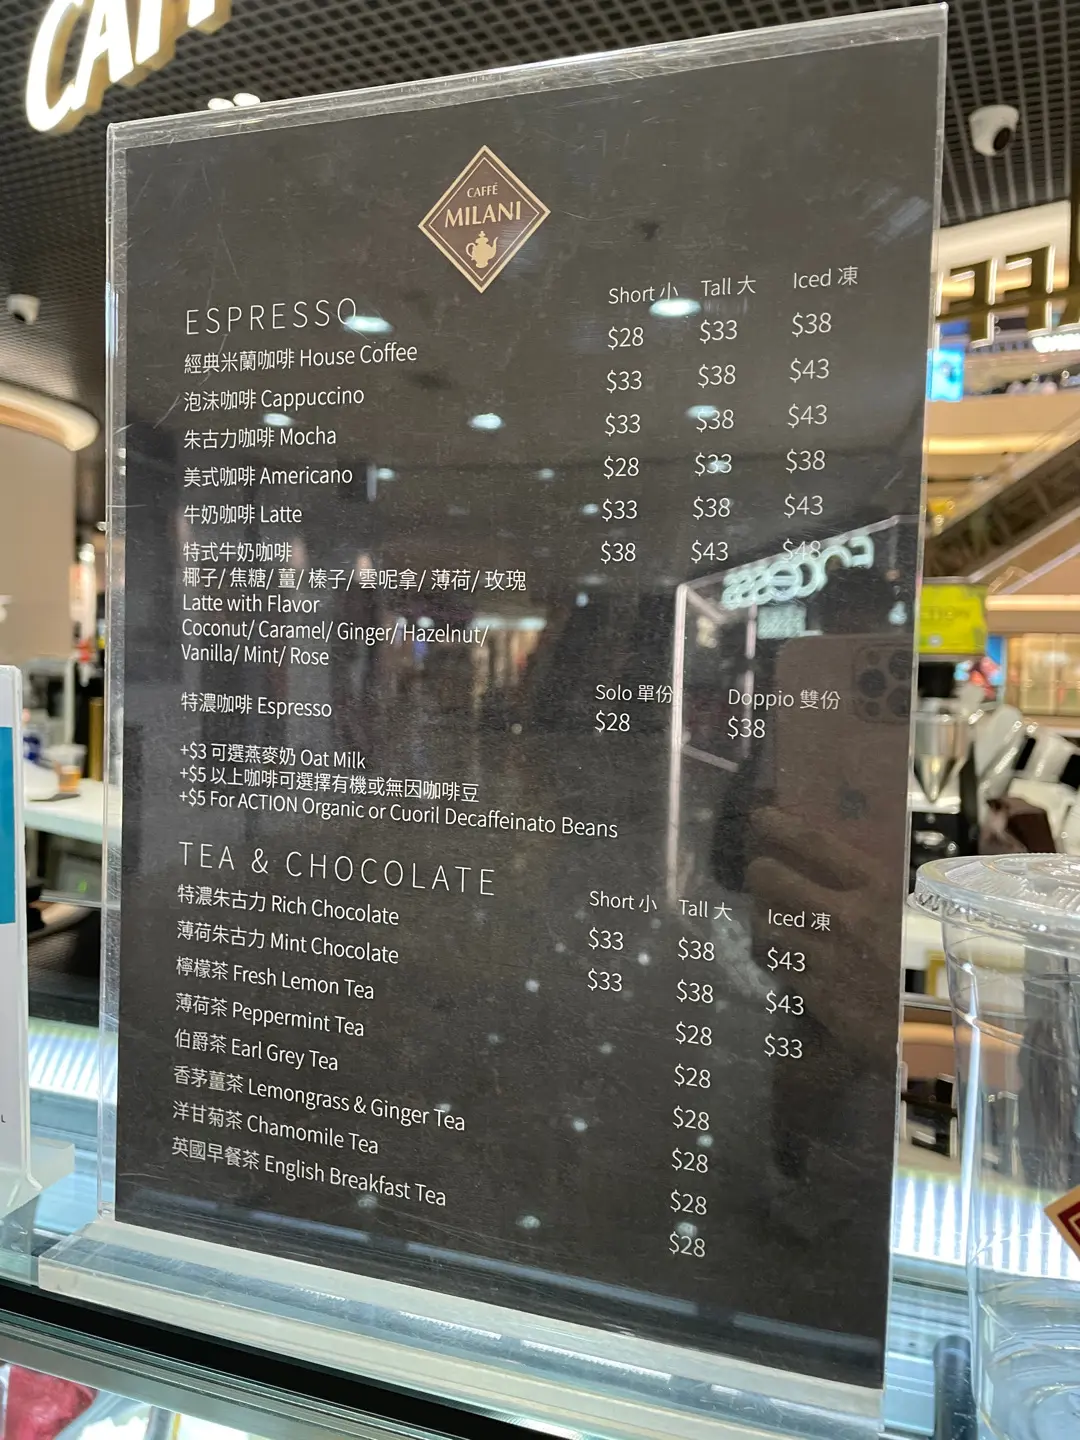 CAFF
CAFFÈ
MILANI
ESPRESSO Short 小 Tall 大 Iced 凍
經典米蘭咖啡 House Coffee $28 $33 $38
泡沫咖啡 Cappuccino $33 $38 $43
朱古力咖啡 Mocha $33 $38 $43
美式咖啡 Americano $28 $33 $38
牛奶咖啡 Latte $33 $38 $43
特式牛奶咖啡 $38 $43 $48
椰子/ 焦糖/ 薑/ 榛子/ 雲呢拿/ 薄荷/ 玫瑰
Latte with Flavor
Coconut/ Caramel/ Ginger/ Hazelnut/
Vanilla/ Mint/ Rose
Solo 單份 Doppio 雙份
特濃咖啡 Espresso $28 $38
+$3 可選燕麥奶 Oat Milk
+$5 以上咖啡可選擇有機或無因咖啡豆
+$5 For ACTION Organic or Cuoril Decaffeinato Beans
TEA & CHOCOLATE Short 小 Tall 大 Iced 凍
特濃朱古力 Rich Chocolate $33 $38 $43
薄荷朱古力 Mint Chocolate $33 $38 $43
檸檬茶 Fresh Lemon Tea $28 $33
薄荷茶 Peppermint Tea $28
伯爵茶 Earl Grey Tea $28
香茅薑茶 Lemongrass & Ginger Tea $28
洋甘菊茶 Chamomile Tea $28
英國早餐茶 English Breakfast Tea $28